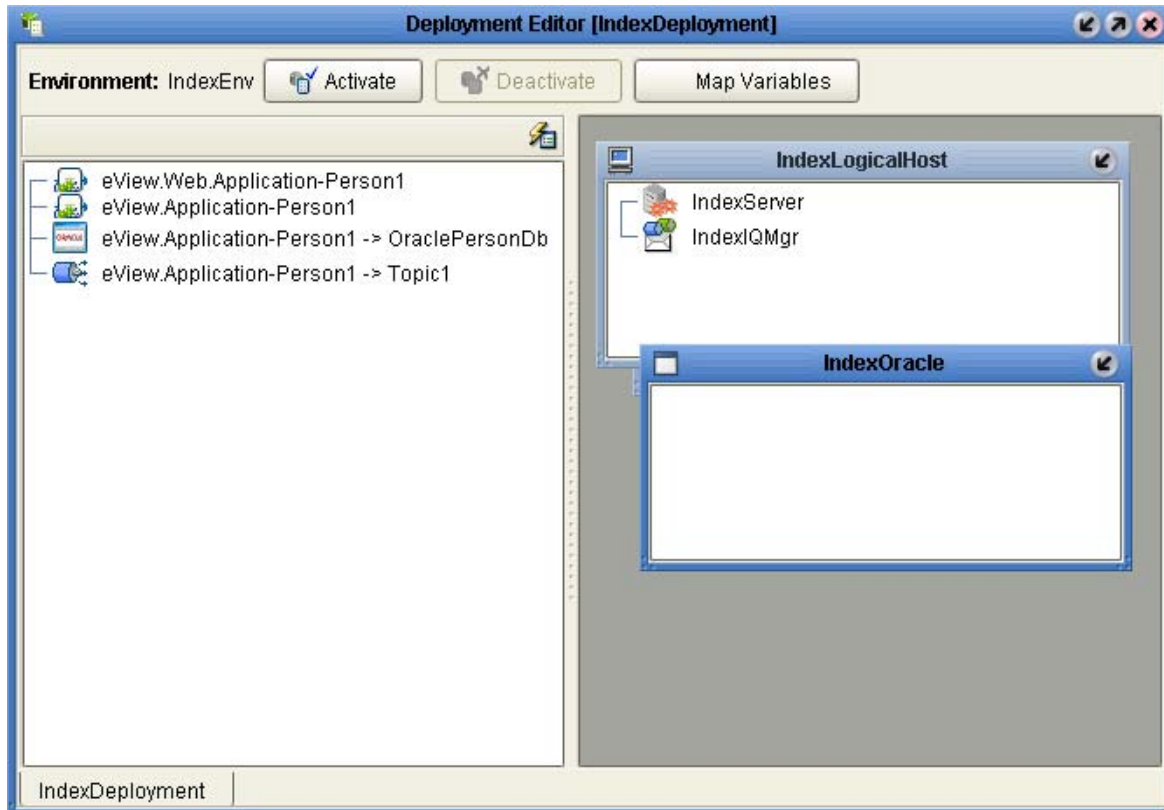 Deployment Editor [IndexDeployment]
Environment: IndexEnv Activate Deactivate Map Variables
eView.Web.Application-Person1
eView.Application-Person1
ORACLE eView.Application-Person1 -> OraclePersonDb
eView.Application-Person1 -> Topic1
IndexLogicalHost
IndexServer
IndexIQMgr
IndexOracle
IndexDeployment